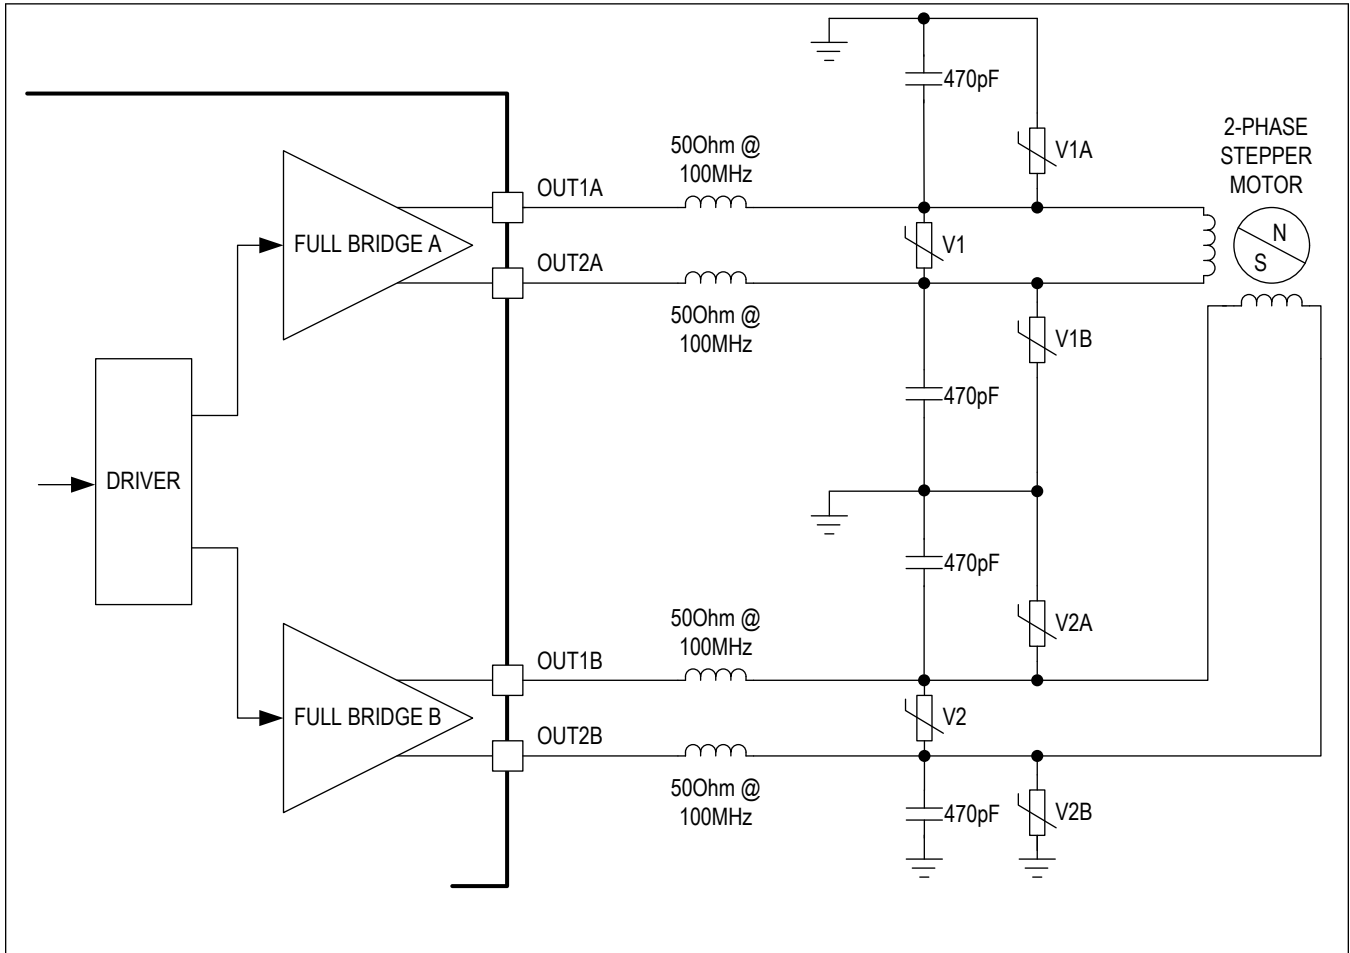 470pF
2-PHASE
STEPPER
MOTOR
50Ohm @
100MHz
V1A
OUT1A
FULL BRIDGE A
V1
N
S
OUT2A
50Ohm @
100MHz
V1B
470pF
DRIVER
470pF
50Ohm @
100MHz
V2A
OUT1B
FULL BRIDGE B
V2
OUT2B
50Ohm @
100MHz
470pF
V2B